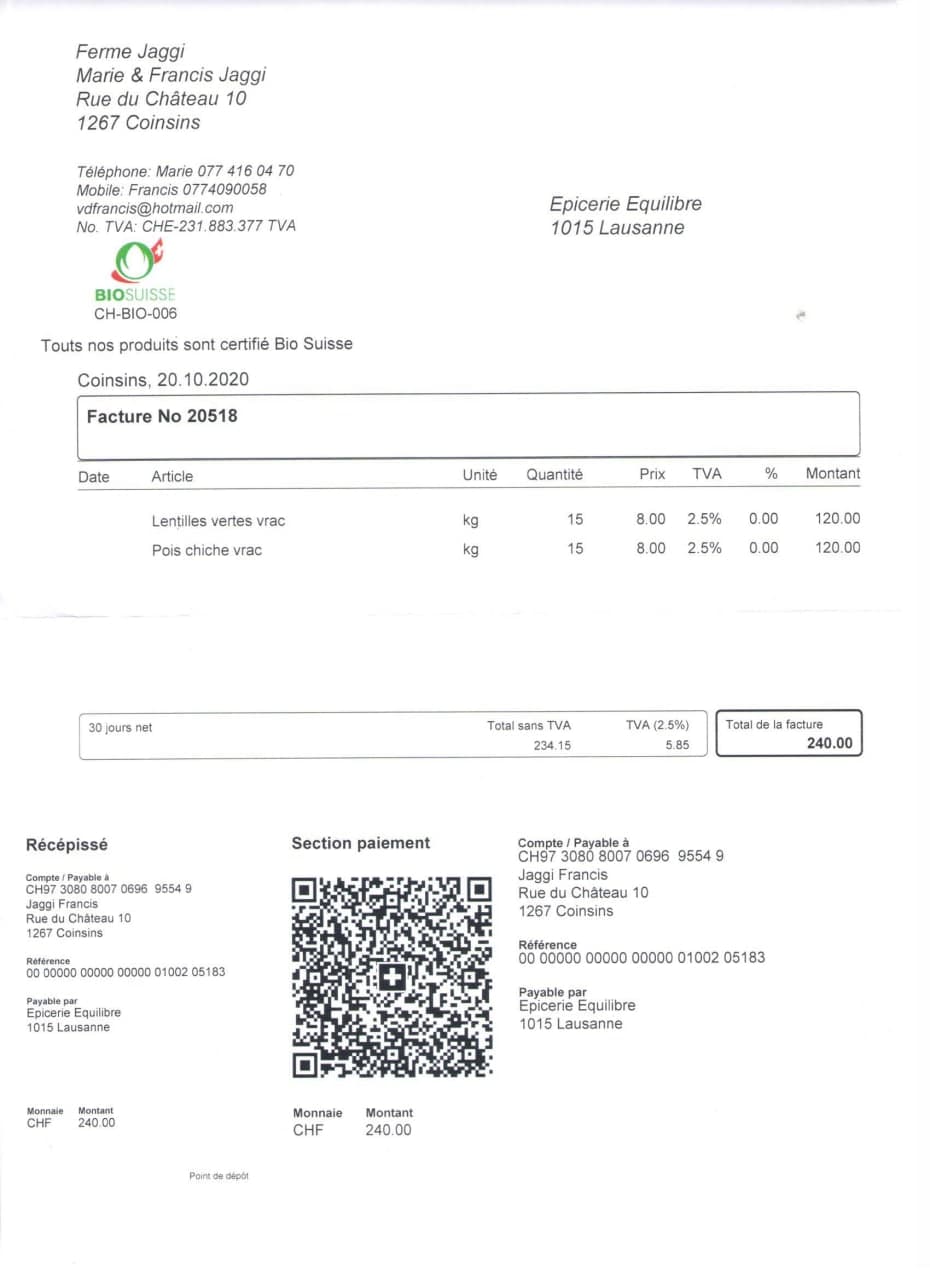 Ferme Jaggi
Marie & Francis Jaggi
Rue du Château 10
1267 Coinsins
Téléphone: Marie 077 416 04 70
Mobile: Francis 0774090058
vdfrancis@hotmail.com
No. TVA: CHE-231.883.377 TVA
Epicerie Equilibre
1015 Lausanne
BIOSUISSE
CH-BIO-006
Touts nos produits sont certifié Bio Suisse
Coinsins, 20.10.2020
Facture No 20518
Date Article Unité Quantité Prix TVA % Montant
Lentilles vertes vrac kg 15 8.00 2.5% 0.00 120.00
Pois chiche vrac kg 15 8.00 2.5% 0.00 120.00
30 jours net Total sans TVA TVA (2.5%) Total de la facture
234.15 5.85 240.00
Récépissé
Compte / Payable à
CH97 3080 8007 0696 9554 9
Jaggi Francis
Rue du Château 10
1267 Coinsins
Référence
00 00000 00000 00000 01002 05183
Payable par
Epicerie Equilibre
1015 Lausanne
Monnaie Montant
CHF 240.00
Point de dépôt
Section paiement
Monnaie Montant
CHF 240.00
Compte / Payable à
CH97 3080 8007 0696 9554 9
Jaggi Francis
Rue du Château 10
1267 Coinsins
Référence
00 00000 00000 00000 01002 05183
Payable par
Epicerie Equilibre
1015 Lausanne